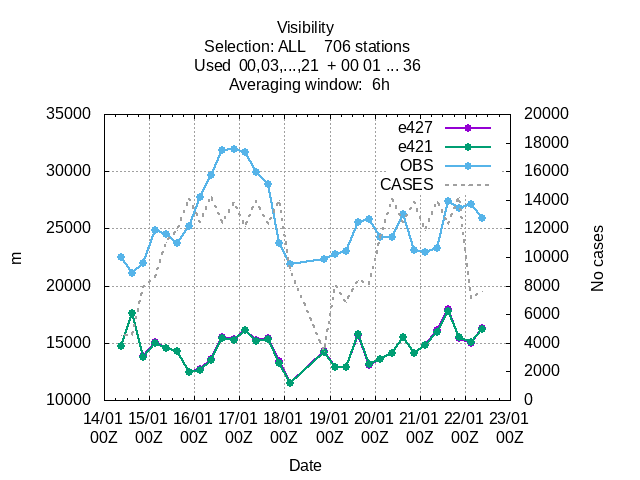 Visibility
Selection: ALL 706 stations
Used 00,03,...,21 + 00 01 ... 36
Averaging window: 6h
35000
30000
25000
20000
15000
10000
m
20000
18000
16000
14000
12000
10000
8000
6000
4000
2000
0
No cases
e427
e421
OBS
CASES
14/01 15/01 16/01 17/01 18/01 19/01 20/01 21/01 22/01 23/01
00Z 00Z 00Z 00Z 00Z 00Z 00Z 00Z 00Z 00Z
Date